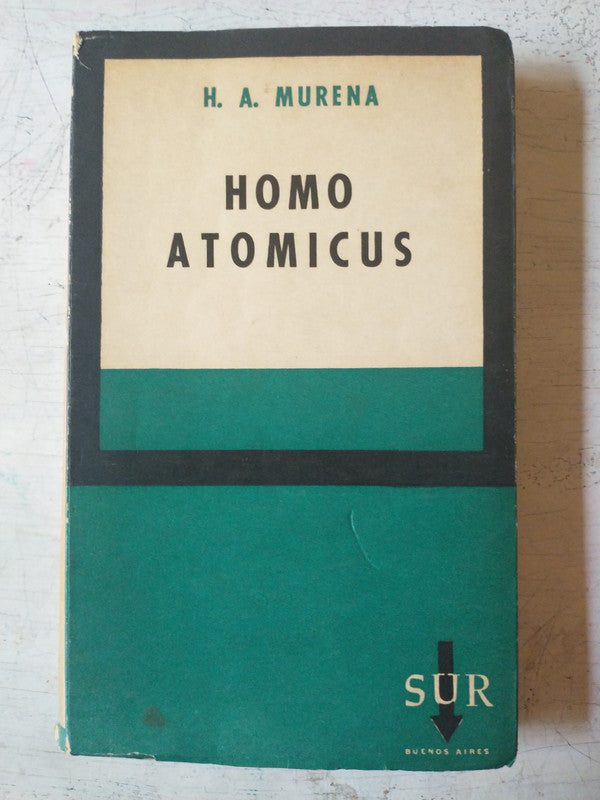 H. A. MURENA
HOMO
ATOMICUS
SUR
BUENOS AIRES